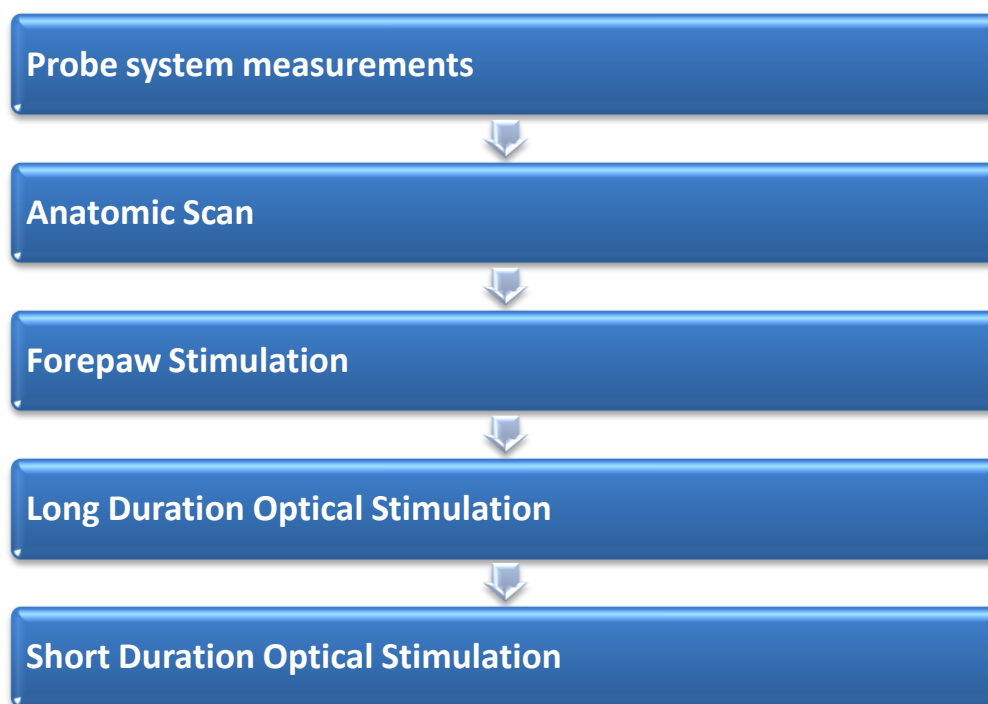 Probe system measurements
Anatomic Scan
Forepaw Stimulation
Long Duration Optical Stimulation
Short Duration Optical Stimulation